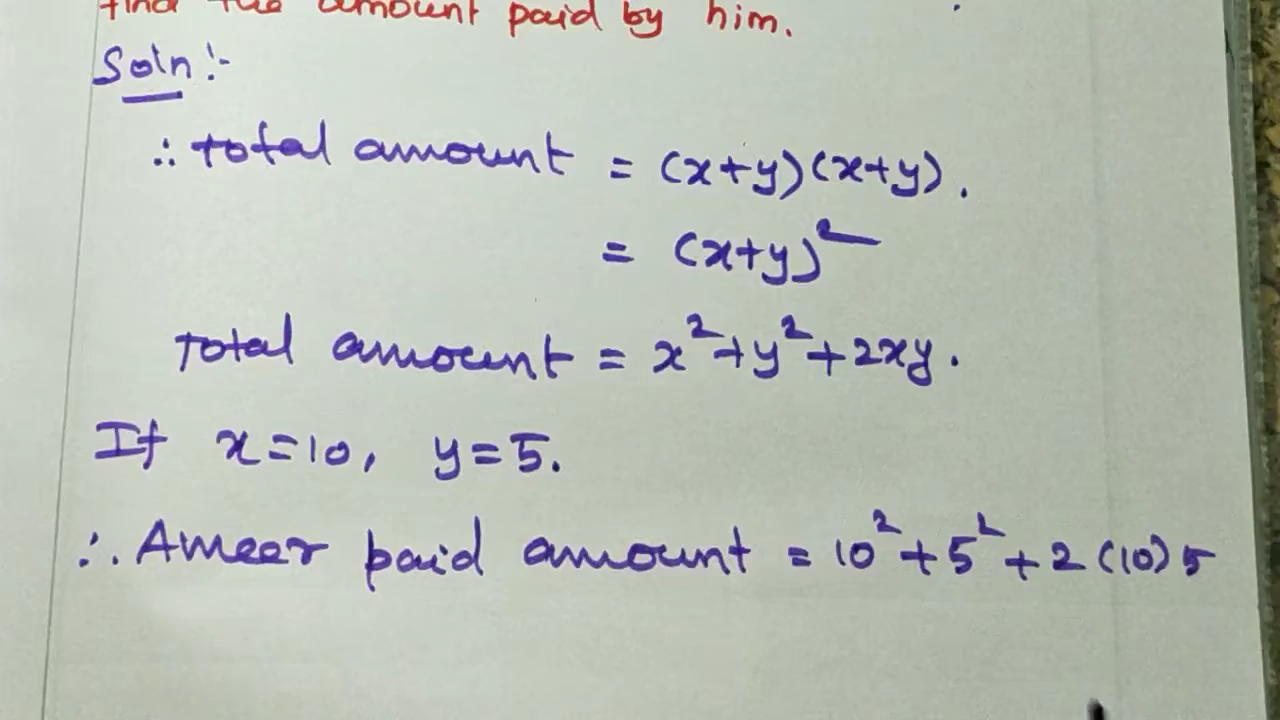 find the amount paid by him.
Soln :-
∴ total amount = (x+y)(x+y).
= (x+y)²
total amount = x²+y²+2xy.
If x=10, y=5.
∴ Ameer paid amount = 10²+5²+2(10)5